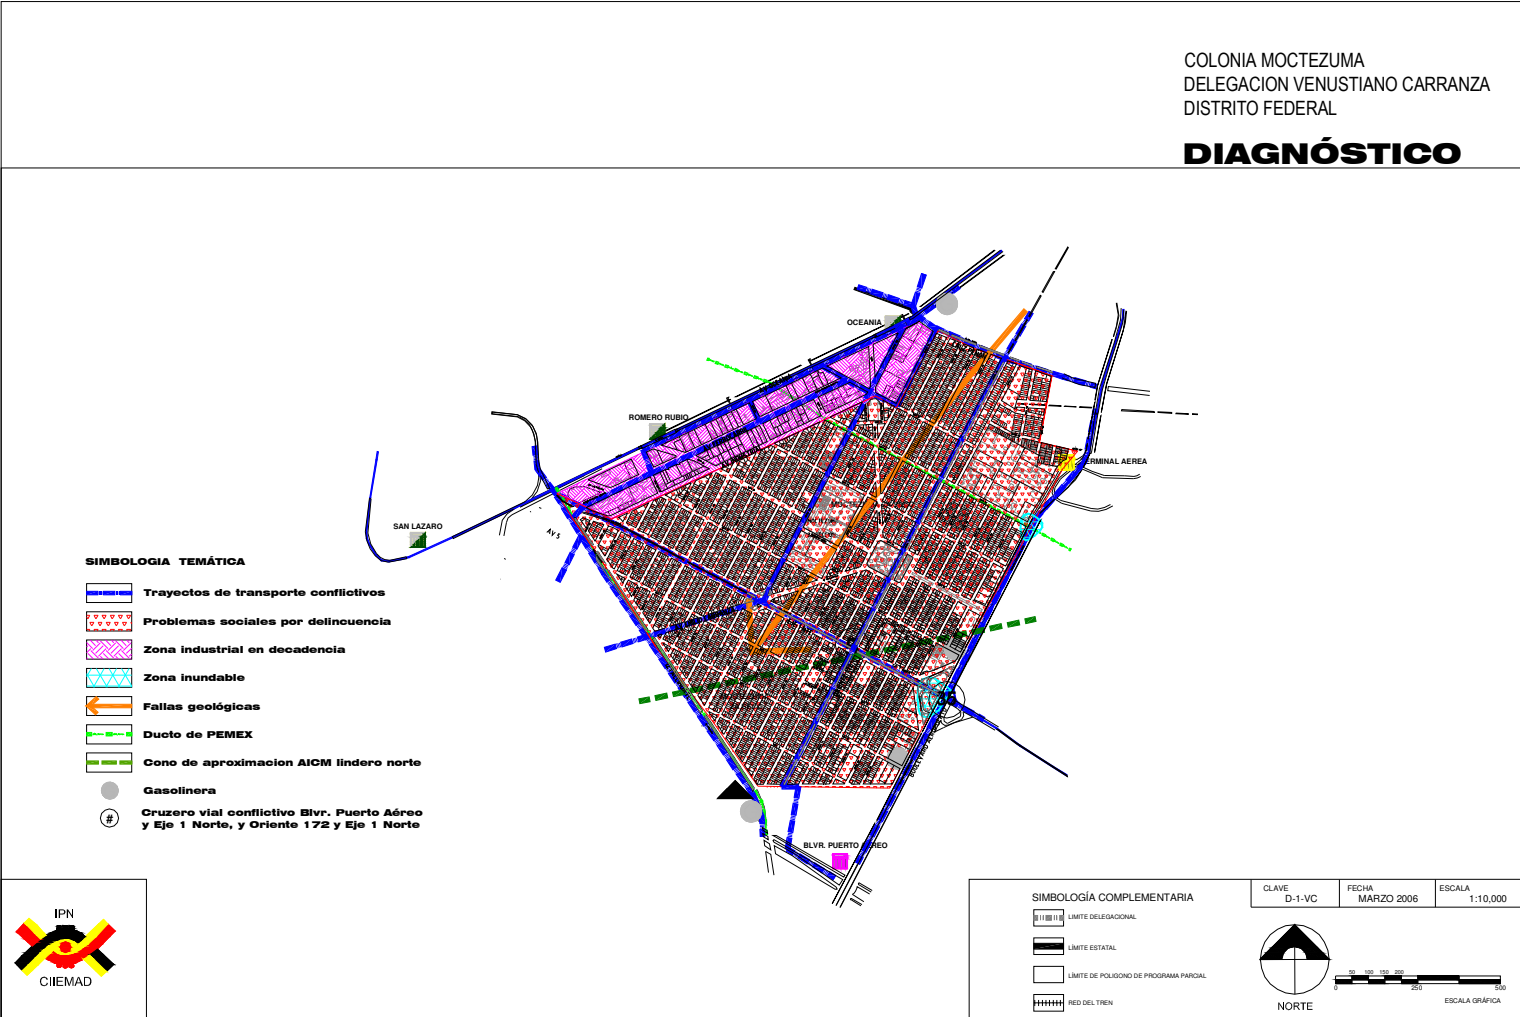 COLONIA MOCTEZUMA
DELEGACION VENUSTIANO CARRANZA
DISTRITO FEDERAL
DIAGNÓSTICO
OCEANIA
ROMERO RUBIO
TERMINAL AEREA
SAN LAZARO
AV 5
BLVR. PUERTO AEREO
SIMBOLOGIA TEMÁTICA
Trayectos de transporte conflictivos
Problemas sociales por delincuencia
Zona industrial en decadencia
Zona inundable
Fallas geológicas
Ducto de PEMEX
Cono de aproximacion AICM lindero norte
Gasolinera
# Cruzero vial conflictivo Blvr. Puerto Aéreo
y Eje 1 Norte, y Oriente 172 y Eje 1 Norte
IPN
CIIEMAD
SIMBOLOGÍA COMPLEMENTARIA
LIMITE DELEGACIONAL
LÍMITE ESTATAL
LÍMITE DE POLIGONO DE PROGRAMA PARCIAL
RED DEL TREN
CLAVE
D-1-VC
FECHA
MARZO 2006
ESCALA
1:10,000
NORTE
50 100 150 200
0 250 500
ESCALA GRÁFICA